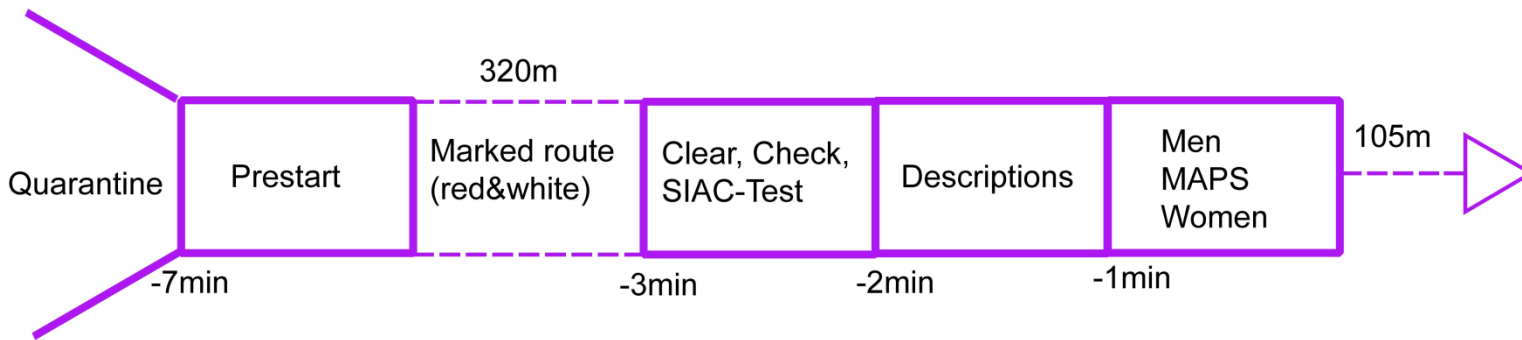 320m
105m
Quarantine
Prestart
Marked route
(red&white)
Clear, Check,
SIAC-Test
Descriptions
Men
MAPS
Women
-7min
-3min
-2min
-1min